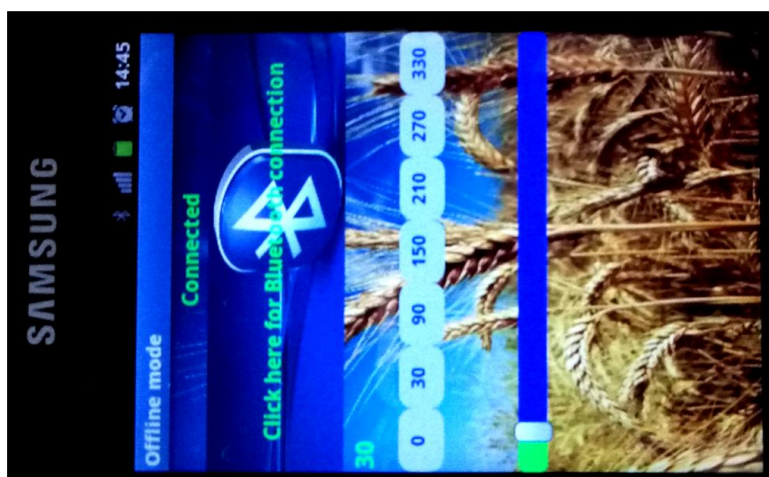 SAMSUNG
14:45
Offline mode
Connected
Click here for Bluetooth connection
30
0 30 90 150 210 270 330